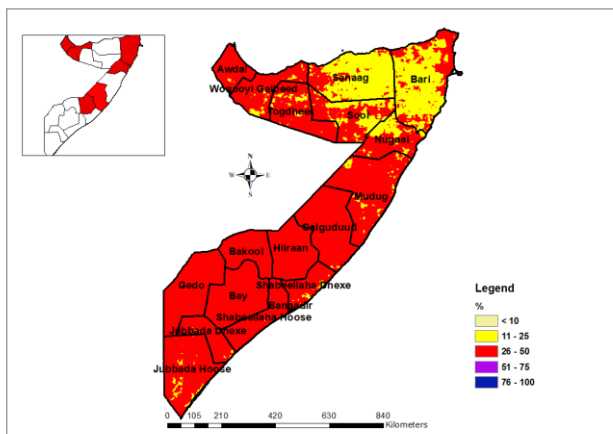 Awdal
Woqooyi Galbeed
Togdheer
Sanaag
Bari
Sool
Nugaal
Mudug
Galguduud
Hiiraan
Bakool
Gedo
Bay
Shabeellaha Dhexe
Banaadir
Shabeellaha Hoose
Jubbada Dhexe
Jubbada Hoose
N
W
E
S
Legend
%
< 10
11 - 25
26 - 50
51 - 75
76 - 100
0 105 210 420 630 840
Kilometers